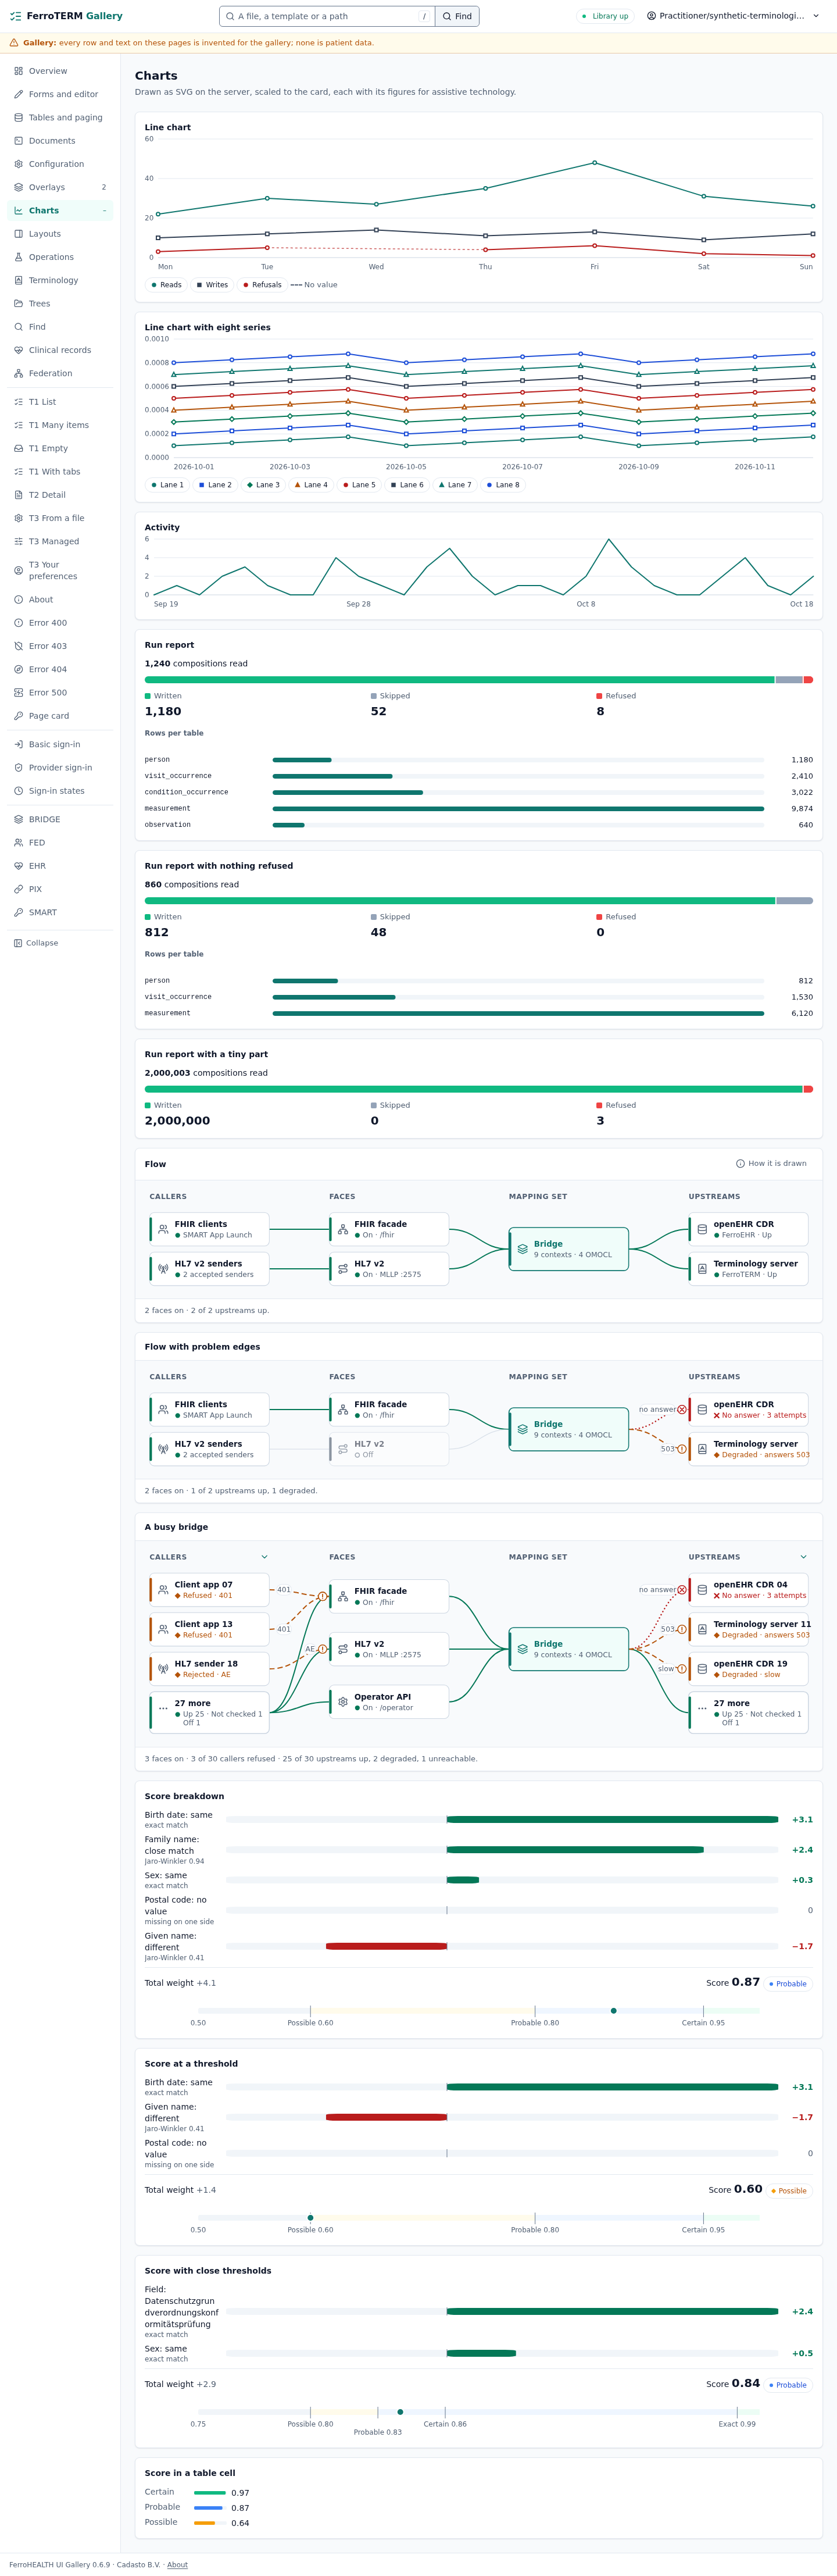 FerroTERM Gallery
A file, a template or a path
/
Find
Library up
Practitioner/synthetic-terminologi…
Gallery: every row and text on these pages is invented for the gallery; none is patient data.
Overview
Forms and editor
Tables and paging
Documents
Configuration
Overlays 2
Charts –
Layouts
Operations
Terminology
Trees
Find
Clinical records
Federation
T1 List
T1 Many items
T1 Empty
T1 With tabs
T2 Detail
T3 From a file
T3 Managed
T3 Your
preferences
About
Error 400
Error 403
Error 404
Error 500
Page card
Basic sign-in
Provider sign-in
Sign-in states
BRIDGE
FED
EHR
PIX
SMART
Collapse
Charts
Drawn as SVG on the server, scaled to the card, each with its figures for assistive technology.
Line chart
60
40
20
0
Mon Tue Wed Thu Fri Sat Sun
Reads Writes Refusals No value
Line chart with eight series
0.0010
0.0008
0.0006
0.0004
0.0002
0.0000
2026-10-01 2026-10-03 2026-10-05 2026-10-07 2026-10-09 2026-10-11
Lane 1 Lane 2 Lane 3 Lane 4 Lane 5 Lane 6 Lane 7 Lane 8
Activity
6
4
2
0
Sep 19 Sep 28 Oct 8 Oct 18
Run report
1,240 compositions read
Written Skipped Refused
1,180 52 8
Rows per table
person 1,180
visit_occurrence 2,410
condition_occurrence 3,022
measurement 9,874
observation 640
Run report with nothing refused
860 compositions read
Written Skipped Refused
812 48 0
Rows per table
person 812
visit_occurrence 1,530
measurement 6,120
Run report with a tiny part
2,000,003 compositions read
Written Skipped Refused
2,000,000 0 3
Flow How it is drawn
CALLERS FACES MAPPING SET UPSTREAMS
FHIR clients FHIR facade openEHR CDR
SMART App Launch On · /fhir FerroEHR · Up
Bridge
9 contexts · 4 OMOCL
HL7 v2 senders HL7 v2 Terminology server
2 accepted senders On · MLLP :2575 FerroTERM · Up
2 faces on · 2 of 2 upstreams up.
Flow with problem edges
CALLERS FACES MAPPING SET UPSTREAMS
FHIR clients FHIR facade openEHR CDR
SMART App Launch On · /fhir no answer No answer · 3 attempts
Bridge
9 contexts · 4 OMOCL
HL7 v2 senders HL7 v2 Terminology server
2 accepted senders Off 503 Degraded · answers 503
2 faces on · 1 of 2 upstreams up, 1 degraded.
A busy bridge
CALLERS FACES MAPPING SET UPSTREAMS
Client app 07 401 FHIR facade no answer openEHR CDR 04
Refused · 401 On · /fhir No answer · 3 attempts
Client app 13 401 Terminology server 11
Refused · 401 503 Degraded · answers 503
AE HL7 v2 Bridge
On · MLLP :2575 9 contexts · 4 OMOCL
HL7 sender 18 slow openEHR CDR 19
Rejected · AE Degraded · slow
27 more Operator API 27 more
Up 25 · Not checked 1 On · /operator Up 25 · Not checked 1
Off 1 Off 1
3 faces on · 3 of 30 callers refused · 25 of 30 upstreams up, 2 degraded, 1 unreachable.
Score breakdown
Birth date: same +3.1
exact match
Family name:
close match +2.4
Jaro-Winkler 0.94
Sex: same +0.3
exact match
Postal code: no
value 0
missing on one side
Given name:
different −1.7
Jaro-Winkler 0.41
Total weight +4.1 Score 0.87 Probable
0.50 Possible 0.60 Probable 0.80 Certain 0.95
Score at a threshold
Birth date: same +3.1
exact match
Given name:
different −1.7
Jaro-Winkler 0.41
Postal code: no
value 0
missing on one side
Total weight +1.4 Score 0.60 Possible
0.50 Possible 0.60 Probable 0.80 Certain 0.95
Score with close thresholds
Field:
Datenschutzgrun
dverordnungskonf +2.4
ormitätsprüfung
exact match
Sex: same +0.5
exact match
Total weight +2.9 Score 0.84 Probable
0.75 Possible 0.80 Certain 0.86 Exact 0.99
Probable 0.83
Score in a table cell
Certain 0.97
Probable 0.87
Possible 0.64
FerroHEALTH UI Gallery 0.6.9 · Cadasto B.V. · About